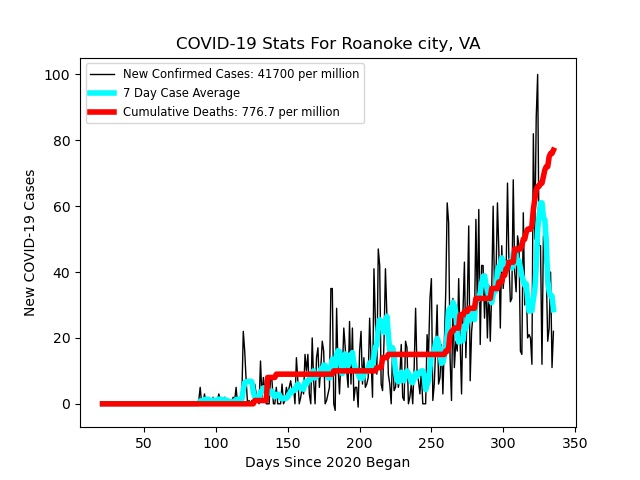 COVID-19 Stats For Roanoke city, VA
New Confirmed Cases: 41700 per million
7 Day Case Average
Cumulative Deaths: 776.7 per million
New COVID-19 Cases
100
80
60
40
20
0
50 100 150 200 250 300 350
Days Since 2020 Began